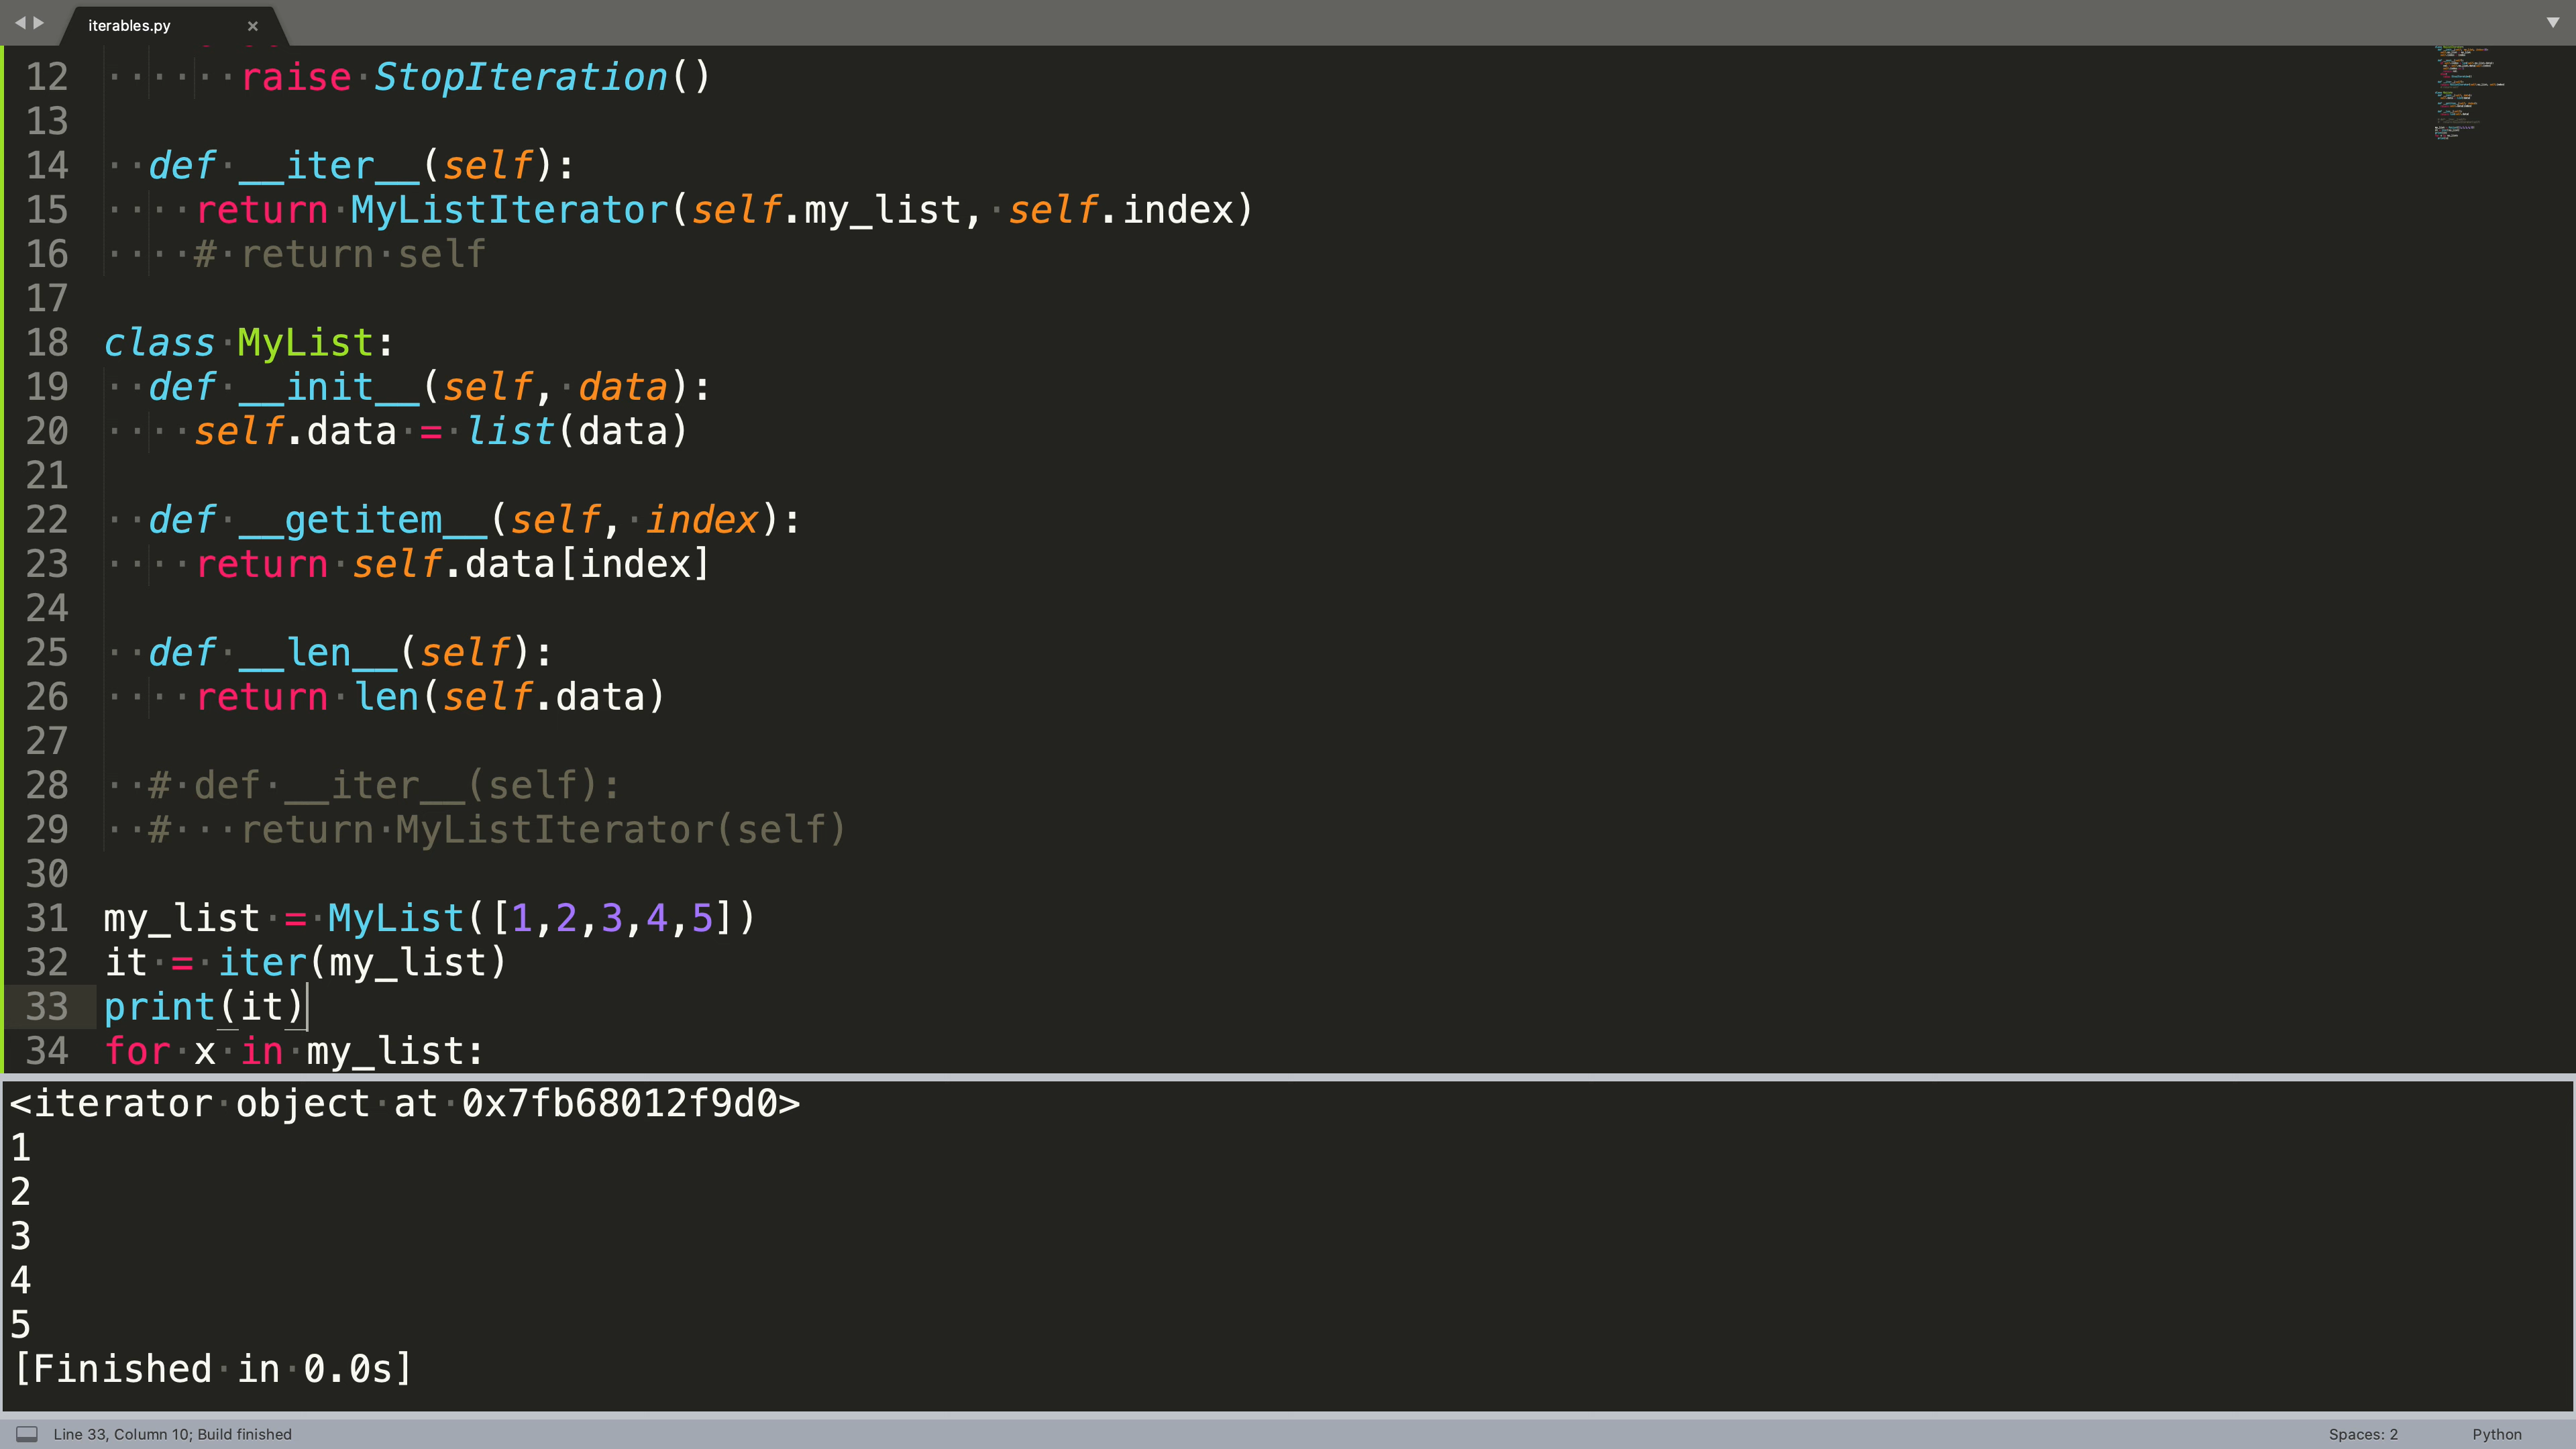 iterables.py ×
12       raise StopIteration()
13
14   def __iter__(self):
15     return MyListIterator(self.my_list, self.index)
16     # return self
17
18 class MyList:
19   def __init__(self, data):
20     self.data = list(data)
21
22   def __getitem__(self, index):
23     return self.data[index]
24
25   def __len__(self):
26     return len(self.data)
27
28   # def __iter__(self):
29   #   return MyListIterator(self)
30
31 my_list = MyList([1,2,3,4,5])
32 it = iter(my_list)
33 print(it)
34 for x in my_list:
<iterator object at 0x7fb68012f9d0>
1
2
3
4
5
[Finished in 0.0s]
Line 33, Column 10; Build finished
Spaces: 2
Python